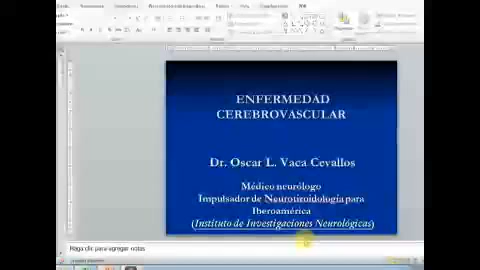 ENFERMEDAD
CEREBROVASCULAR
Dr. Oscar L. Vaca Cevallos
Médico neurólogo
Impulsador de Neurotiroidología para
Iberoamérica
(Instituto de Investigaciones Neurológicas)
Haga clic para agregar notas